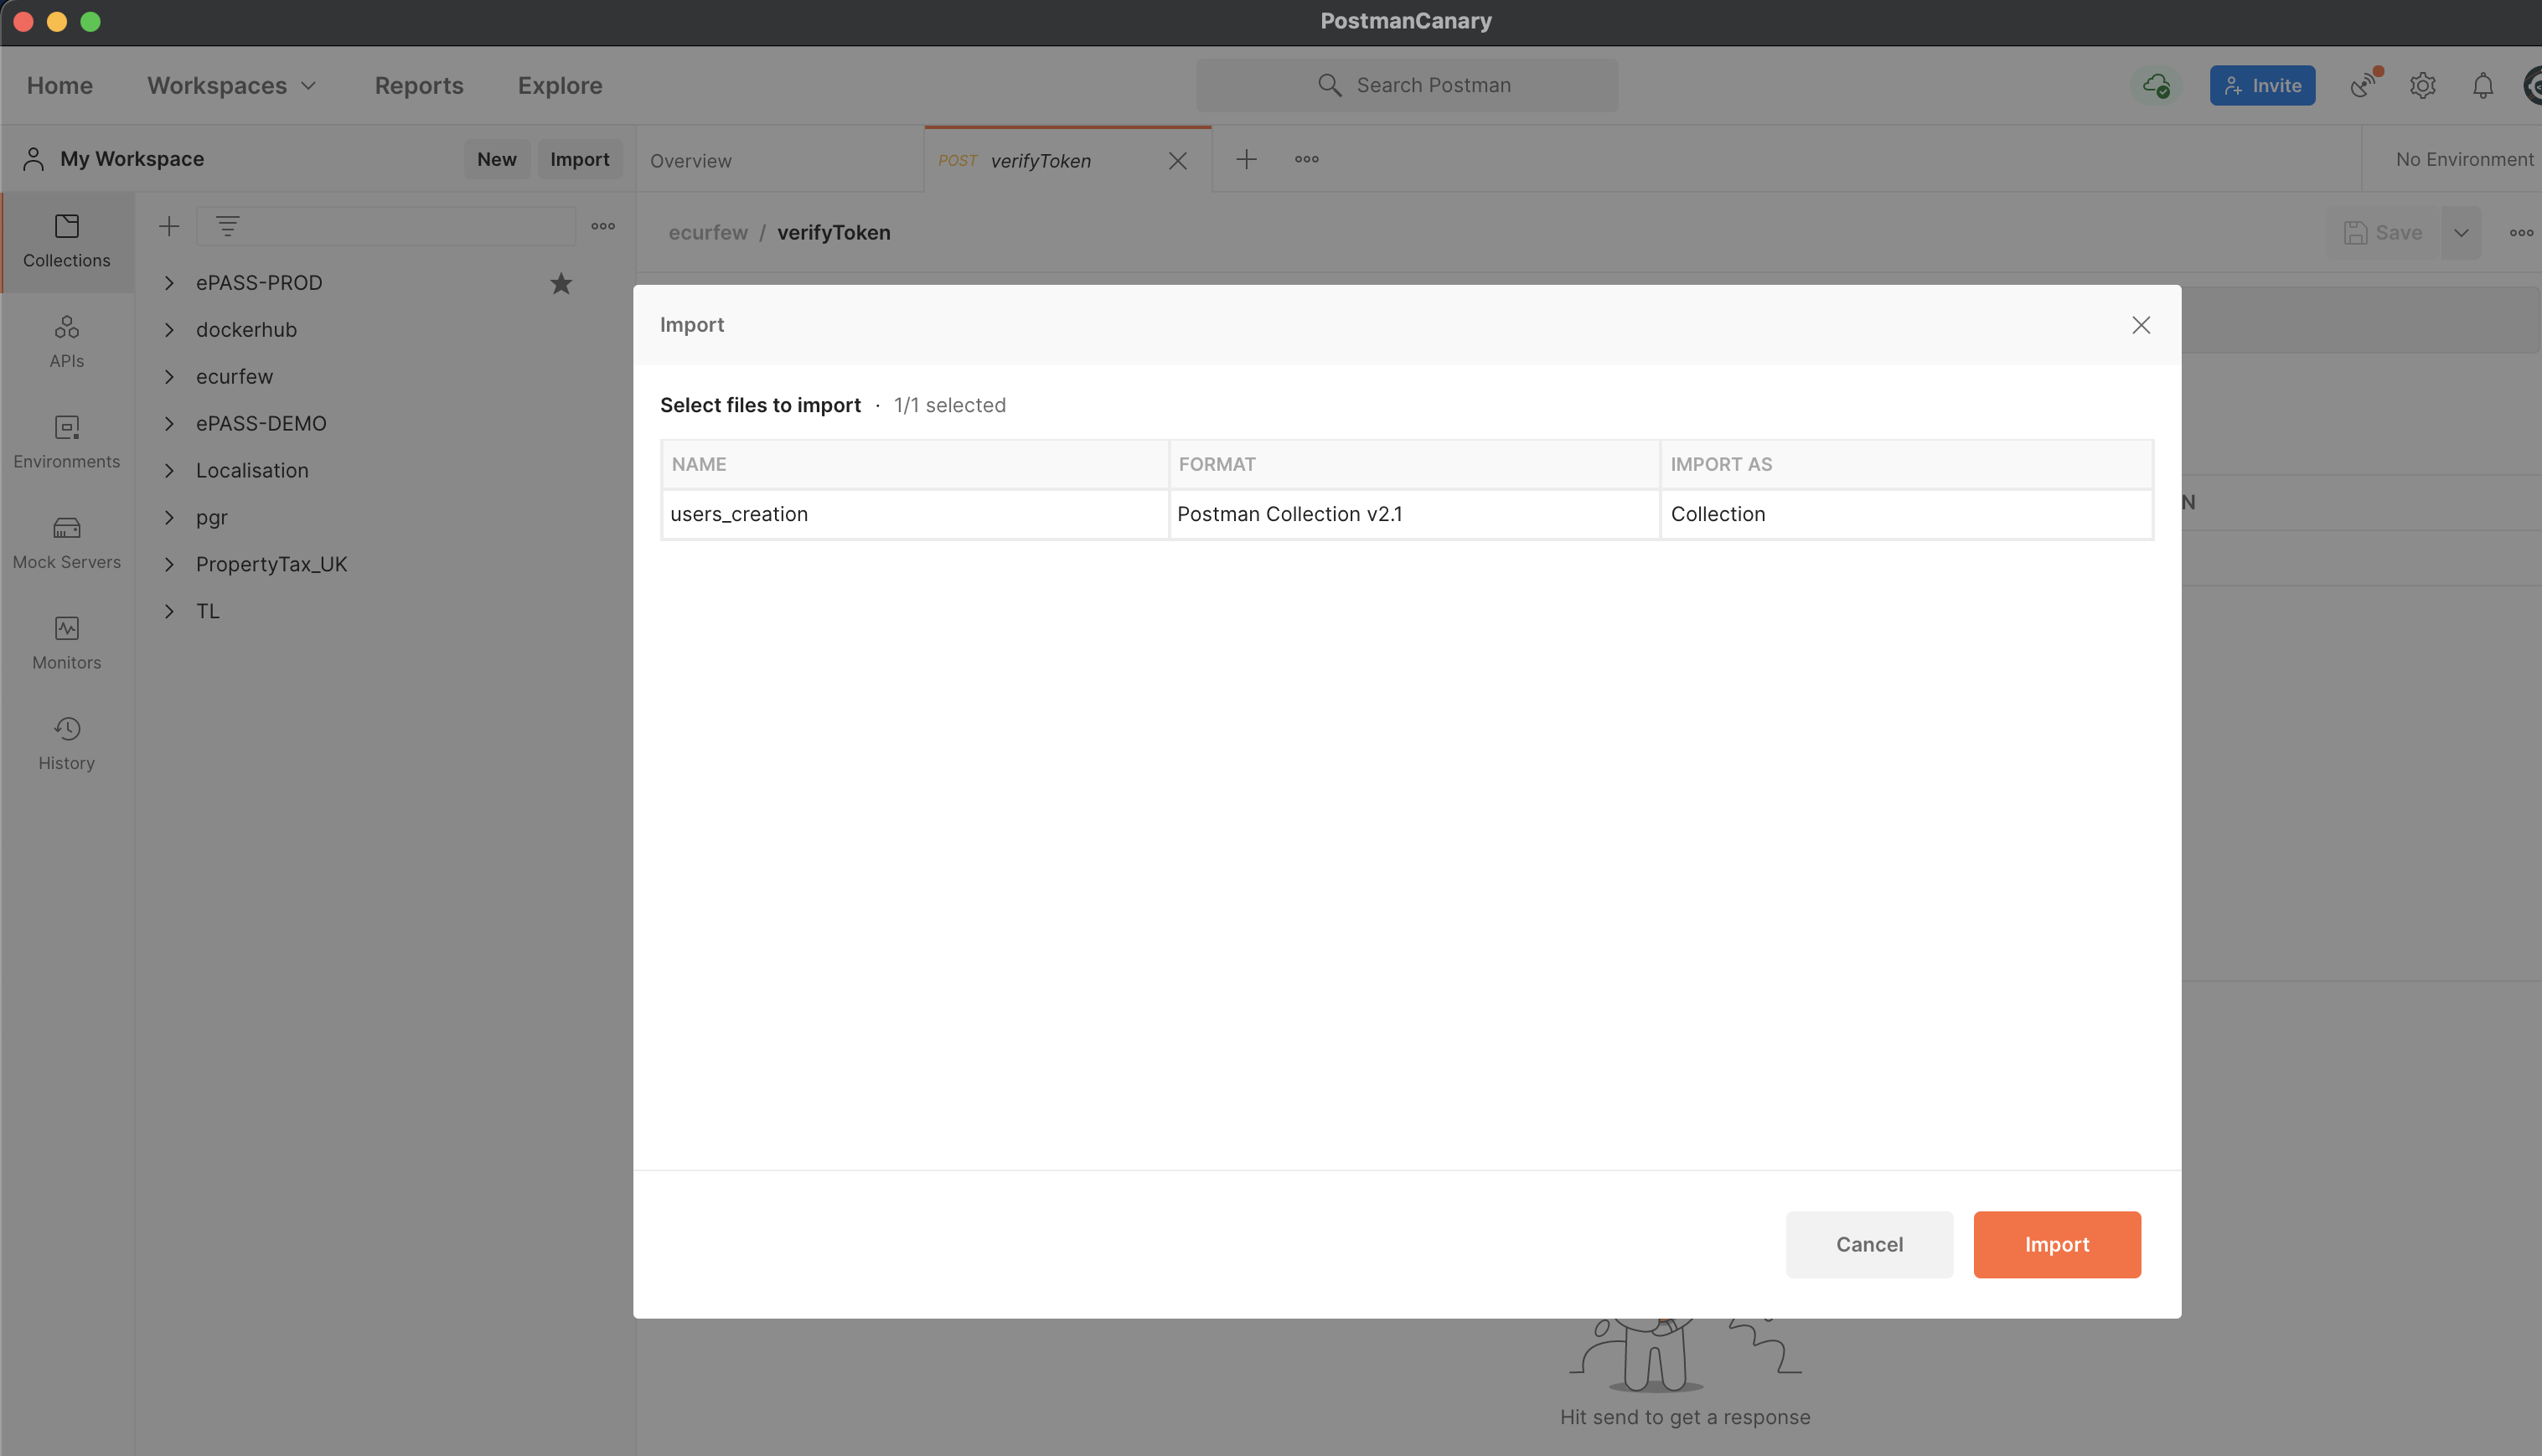 PostmanCanary
Home Workspaces Reports Explore Search Postman Invite
My Workspace New Import Overview POST verifyToken No Environment
Collections
APIs
Environments
Mock Servers
Monitors
History
ePASS-PROD
dockerhub
ecurfew
ePASS-DEMO
Localisation
pgr
PropertyTax_UK
TL
ecurfew / verifyToken Save
Import
Select files to import · 1/1 selected
NAME FORMAT IMPORT AS
users_creation Postman Collection v2.1 Collection
N
Cancel Import
Hit send to get a response